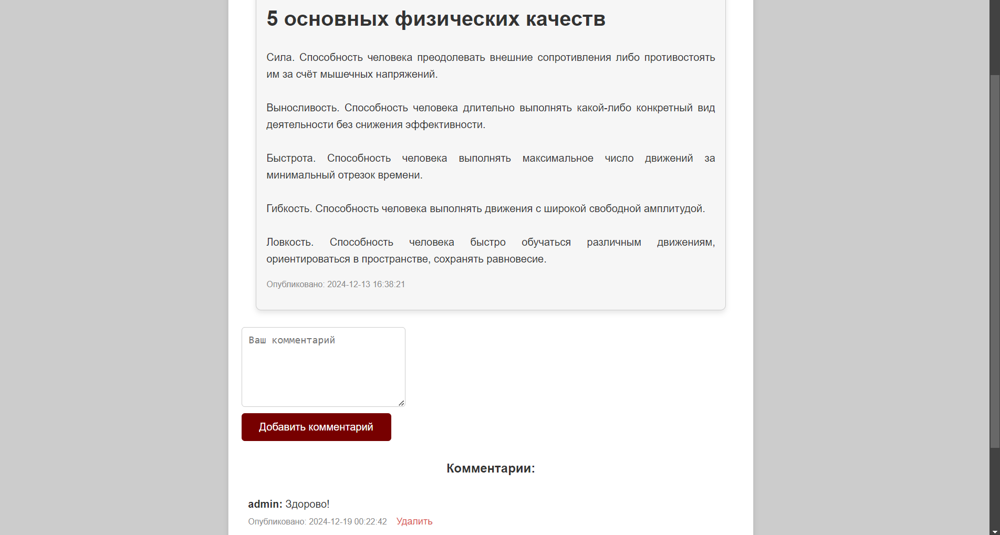 5 основных физических качеств
Сила. Способность человека преодолевать внешние сопротивления либо противостоять
им за счёт мышечных напряжений.
Выносливость. Способность человека длительно выполнять какой-либо конкретный вид
деятельности без снижения эффективности.
Быстрота. Способность человека выполнять максимальное число движений за
минимальный отрезок времени.
Гибкость. Способность человека выполнять движения с широкой свободной амплитудой.
Ловкость. Способность человека быстро обучаться различным движениям,
ориентироваться в пространстве, сохранять равновесие.
Опубликовано: 2024-12-13 16:38:21
Ваш комментарий
Добавить комментарий
Комментарии:
admin: Здорово!
Опубликовано: 2024-12-19 00:22:42 Удалить